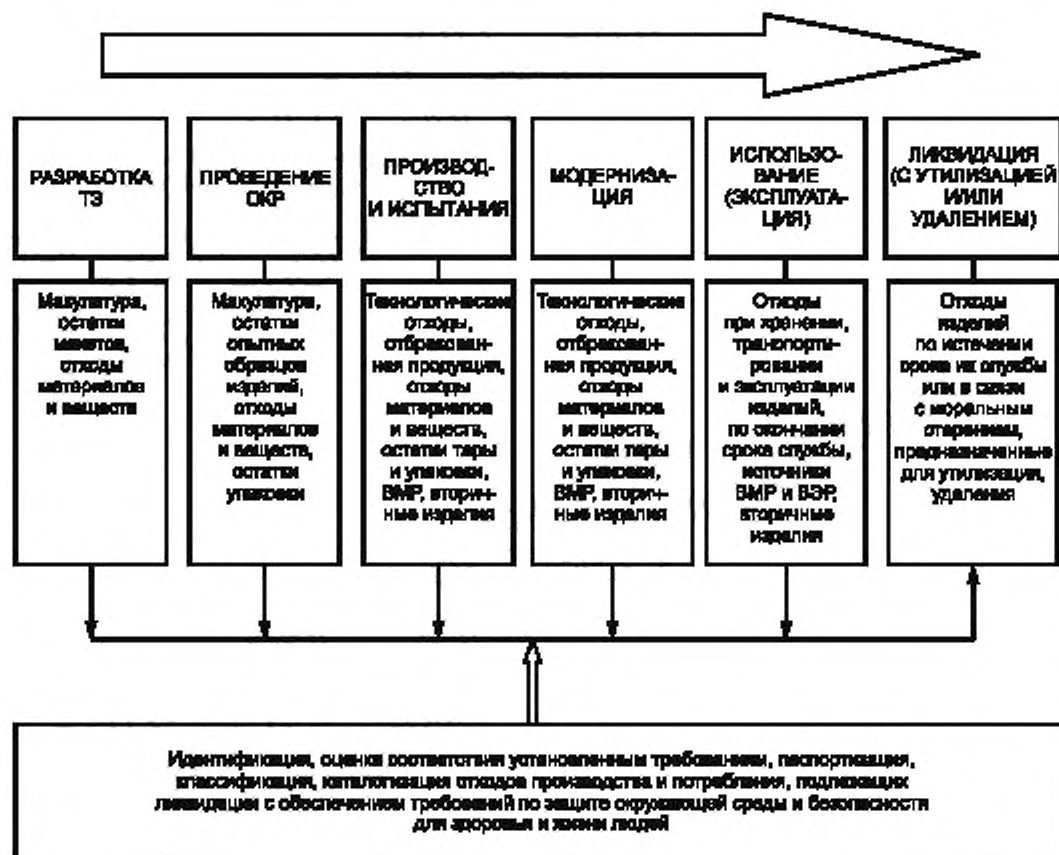 РАЗРАБОТКА
ТЗ
ПРОВЕДЕНИЕ
ОКР
ПРОИЗВОД-
СТВО
И ИСПЫТАНИЯ
МОДЕРНИЗА-
ЦИЯ
ИСПОЛЬЗО-
ВАНИЕ
(ЭКСПЛУАТА-
ЦИЯ)
ЛИКВИДАЦИЯ
(С УТИЛИЗАЦИЕЙ
И/ИЛИ
УДАЛЕНИЕМ)
Макулатура,
остатки
макетов,
отходы
материалов
и веществ
Макулатура,
остатки
опытных
образцов
изделий,
отходы
материалов
и веществ,
остатки
упаковки
Технологические
отходы,
отбракован-
ная продукция,
отходы
материалов
и веществ,
остатки тары
и упаковки,
ВМР, вторич-
ные изделия
Технологические
отходы,
отбракован-
ная продукция,
отходы
материалов
и веществ,
остатки тары
и упаковки,
ВМР, вторич-
ные изделия
Отходы
при хранении,
транспорти-
ровании
и эксплуатации
изделий,
по окончании
срока службы,
источники
ВМР и ВЭР,
вторичные
изделия
Отходы
изделий
по истечении
срока их службы
или в связи
с моральным
старением,
предназначенные
для утилизации,
удаления
Идентификация, оценка соответствия установленным требованиям, паспортизация,
классификация, каталогизация отходов производства и потребления, подлежащих
ликвидации с обеспечением требований по защите окружающей среды и безопасности
для здоровья и жизни людей